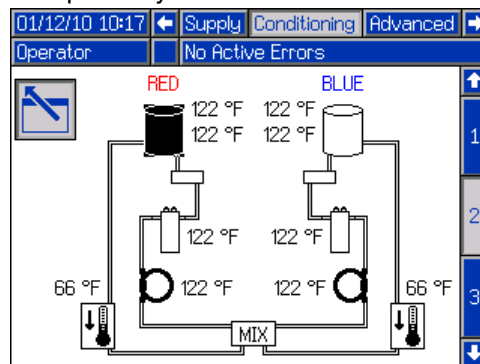 01/12/10 10:17 Supply Conditioning Advanced
Operator No Active Errors
RED BLUE
122 °F 122 °F
122 °F 122 °F
1
2
122 °F 122 °F
66 °F 122 °F 122 °F 66 °F
3
MIX